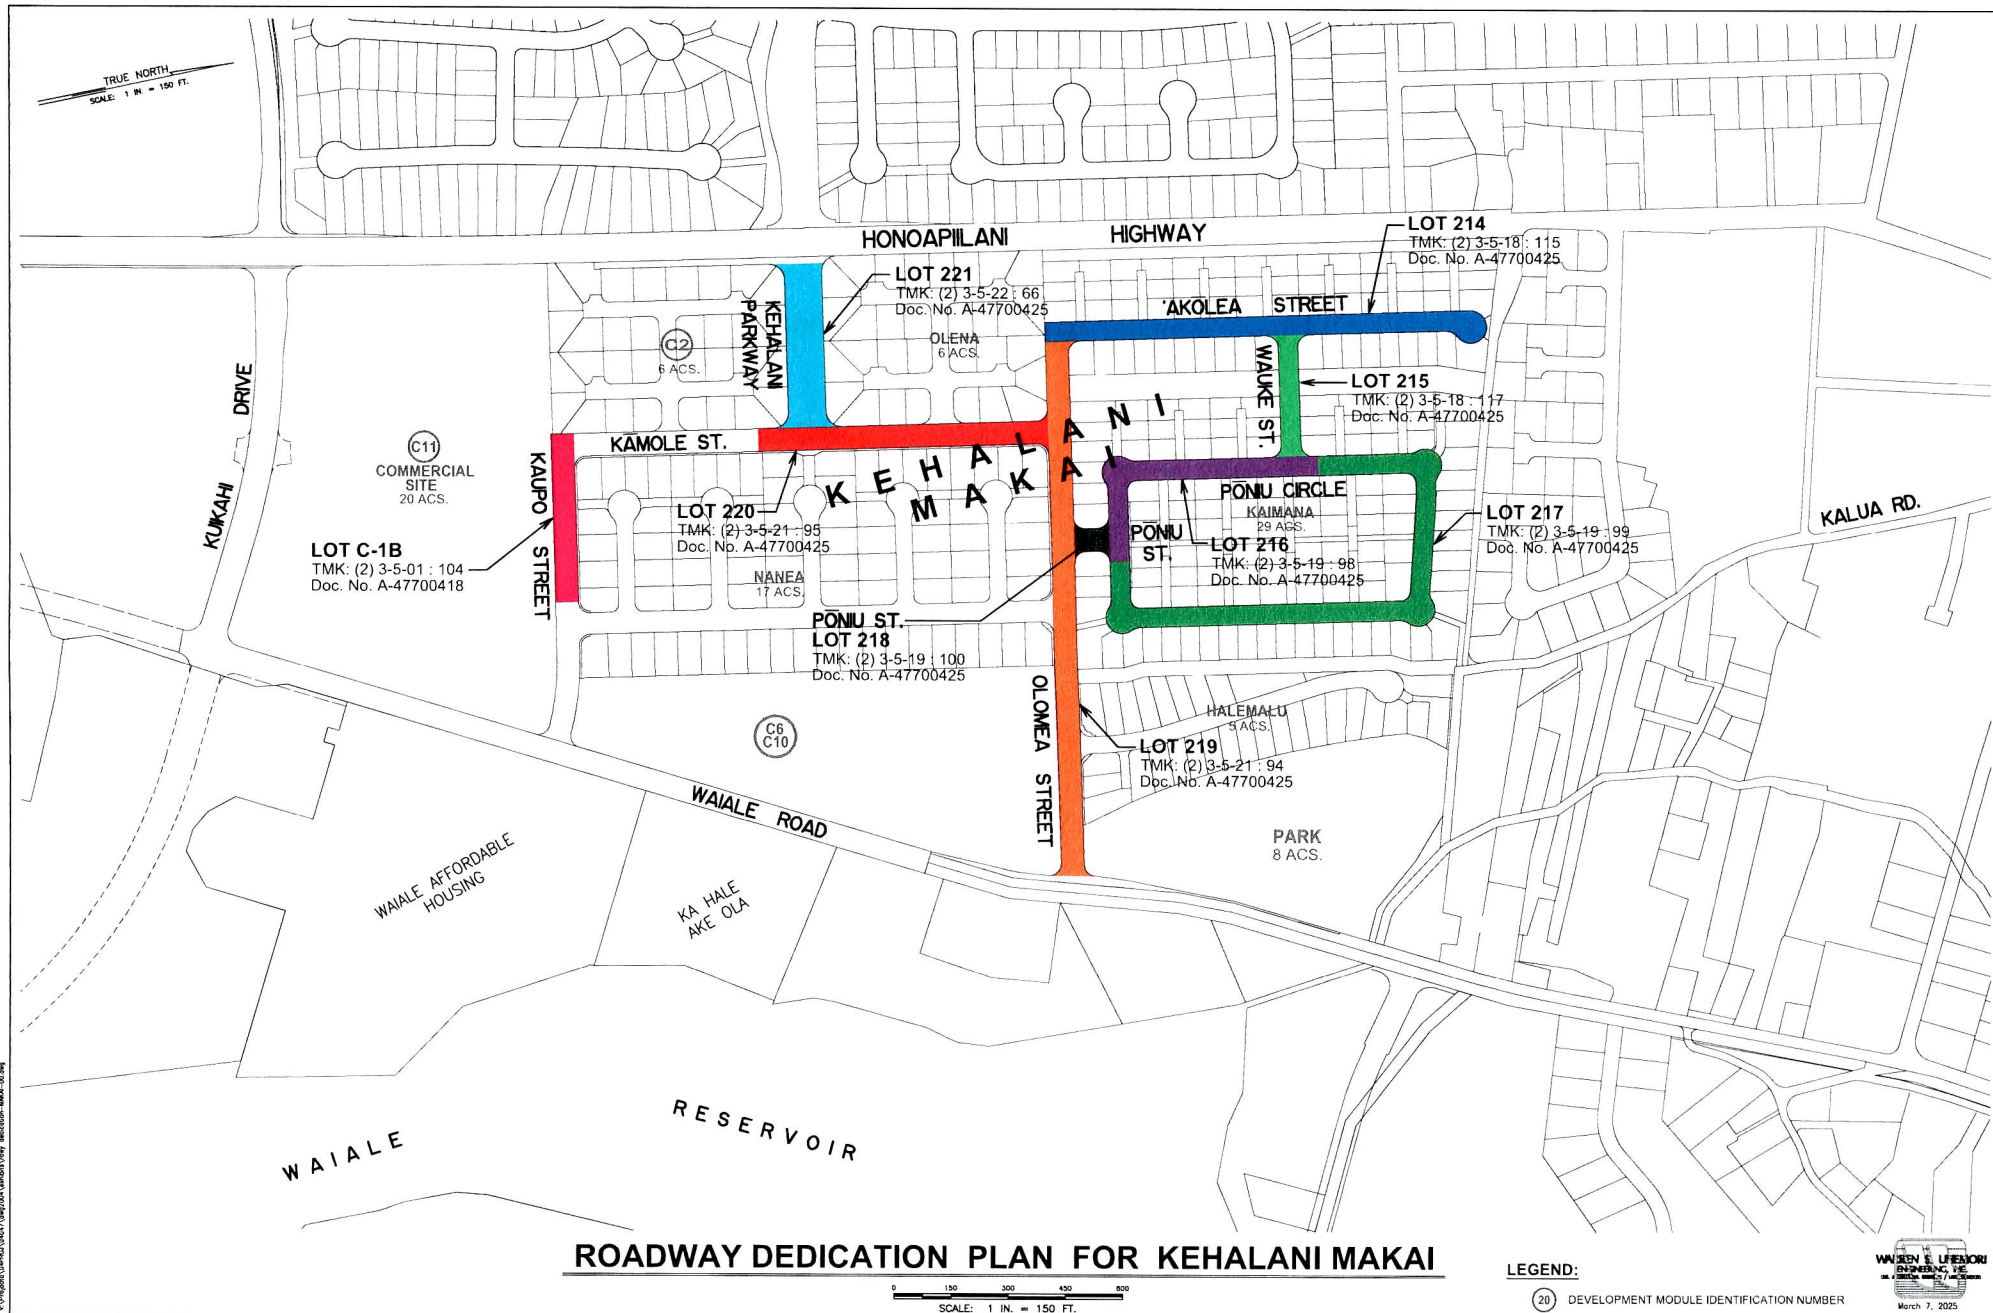 TRUE NORTH
SCALE: 1 IN. = 150 FT.
HONOAPIILANI HIGHWAY
LOT 214
TMK: (2) 3-5-18 : 115
Doc. No. A-47700425
LOT 221
TMK: (2) 3-5-22 : 66
Doc. No. A-47700425
KEHALANI
PARKWAY
'AKOLEA STREET
C2
6 ACS.
OLENA
6 ACS.
WAUKE ST.
LOT 215
TMK: (2) 3-5-18 : 117
Doc. No. A-47700425
KUIKAHI DRIVE
C11
COMMERCIAL
SITE
20 ACS.
KĀMOLE ST.
KEHALANI
MAKAI
KAUPO STREET
LOT 220
TMK: (2) 3-5-21 : 95
Doc. No. A-47700425
PŌNIU CIRCLE
KAIMANA
29 ACS.
PŌNIU
ST.
LOT 216
TMK: (2) 3-5-19 : 98
Doc. No. A-47700425
LOT 217
TMK: (2) 3-5-19 : 99
Doc. No. A-47700425
KALUA RD.
LOT C-1B
TMK: (2) 3-5-01 : 104
Doc. No. A-47700418
NANEA
17 ACS.
PŌNIU ST.
LOT 218
TMK: (2) 3-5-19 : 100
Doc. No. A-47700425
OLOMEA STREET
HALEMALU
5 ACS.
C6
C10
LOT 219
TMK: (2) 3-5-21 : 94
Doc. No. A-47700425
WAIALE ROAD
PARK
8 ACS.
WAIALE AFFORDABLE
HOUSING
KA HALE
AKE OLA
WAIALE RESERVOIR
ROADWAY DEDICATION PLAN FOR KEHALANI MAKAI
0 150 300 450 600
SCALE: 1 IN. = 150 FT.
LEGEND:
20 DEVELOPMENT MODULE IDENTIFICATION NUMBER
WARREN S. UNEMORI
ENGINEERING, INC.
March 7, 2025